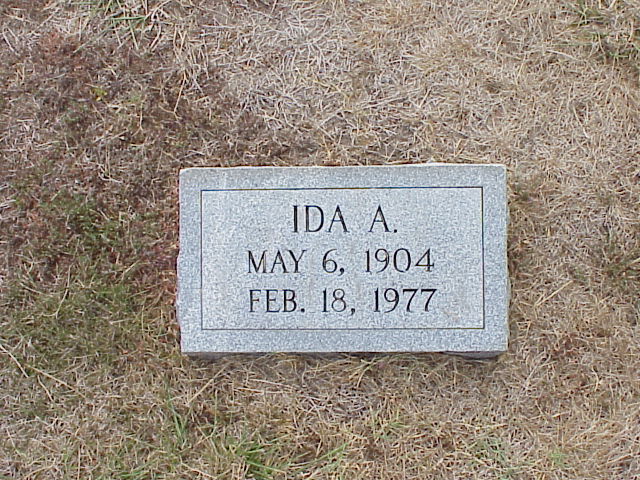 IDA A.
MAY 6, 1904
FEB. 18, 1977